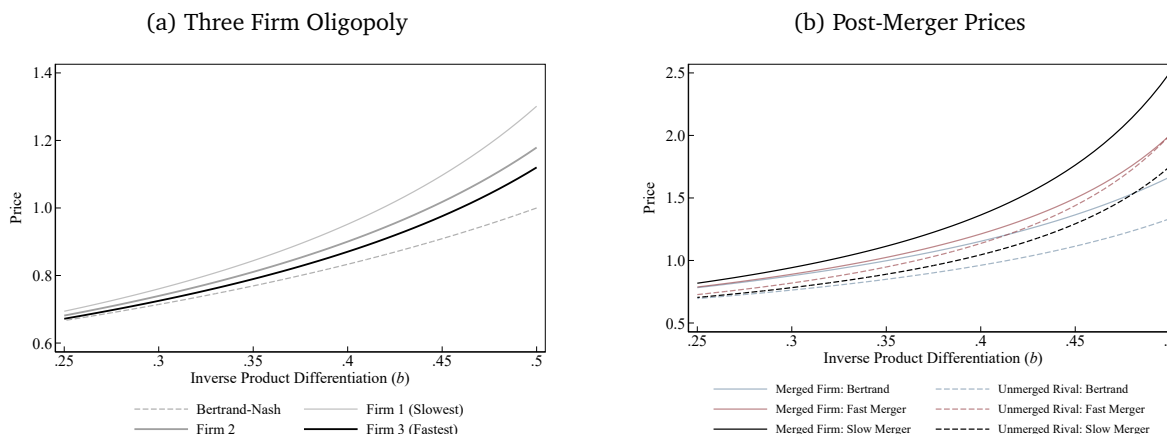 (a) Three Firm Oligopoly
1.4
1.2
1.0
0.8
0.6
Price
.25 .3 .35 .4 .45 .5
Inverse Product Differentiation (b)
Bertrand-Nash
Firm 1 (Slowest)
Firm 2
Firm 3 (Fastest)
(b) Post-Merger Prices
2.5
2.0
1.5
1.0
0.5
Price
.25 .3 .35 .4 .45
Inverse Product Differentiation (b)
Merged Firm: Bertrand
Unmerged Rival: Bertrand
Merged Firm: Fast Merger
Unmerged Rival: Fast Merger
Merged Firm: Slow Merger
Unmerged Rival: Slow Merger